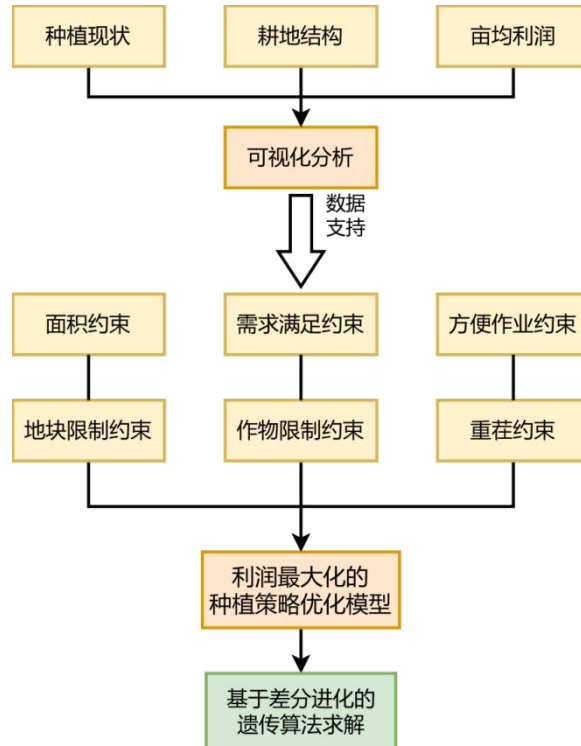 种植现状
耕地结构
亩均利润
可视化分析
数据
支持
面积约束
需求满足约束
方便作业约束
地块限制约束
作物限制约束
重茬约束
利润最大化的
种植策略优化模型
基于差分进化的
遗传算法求解